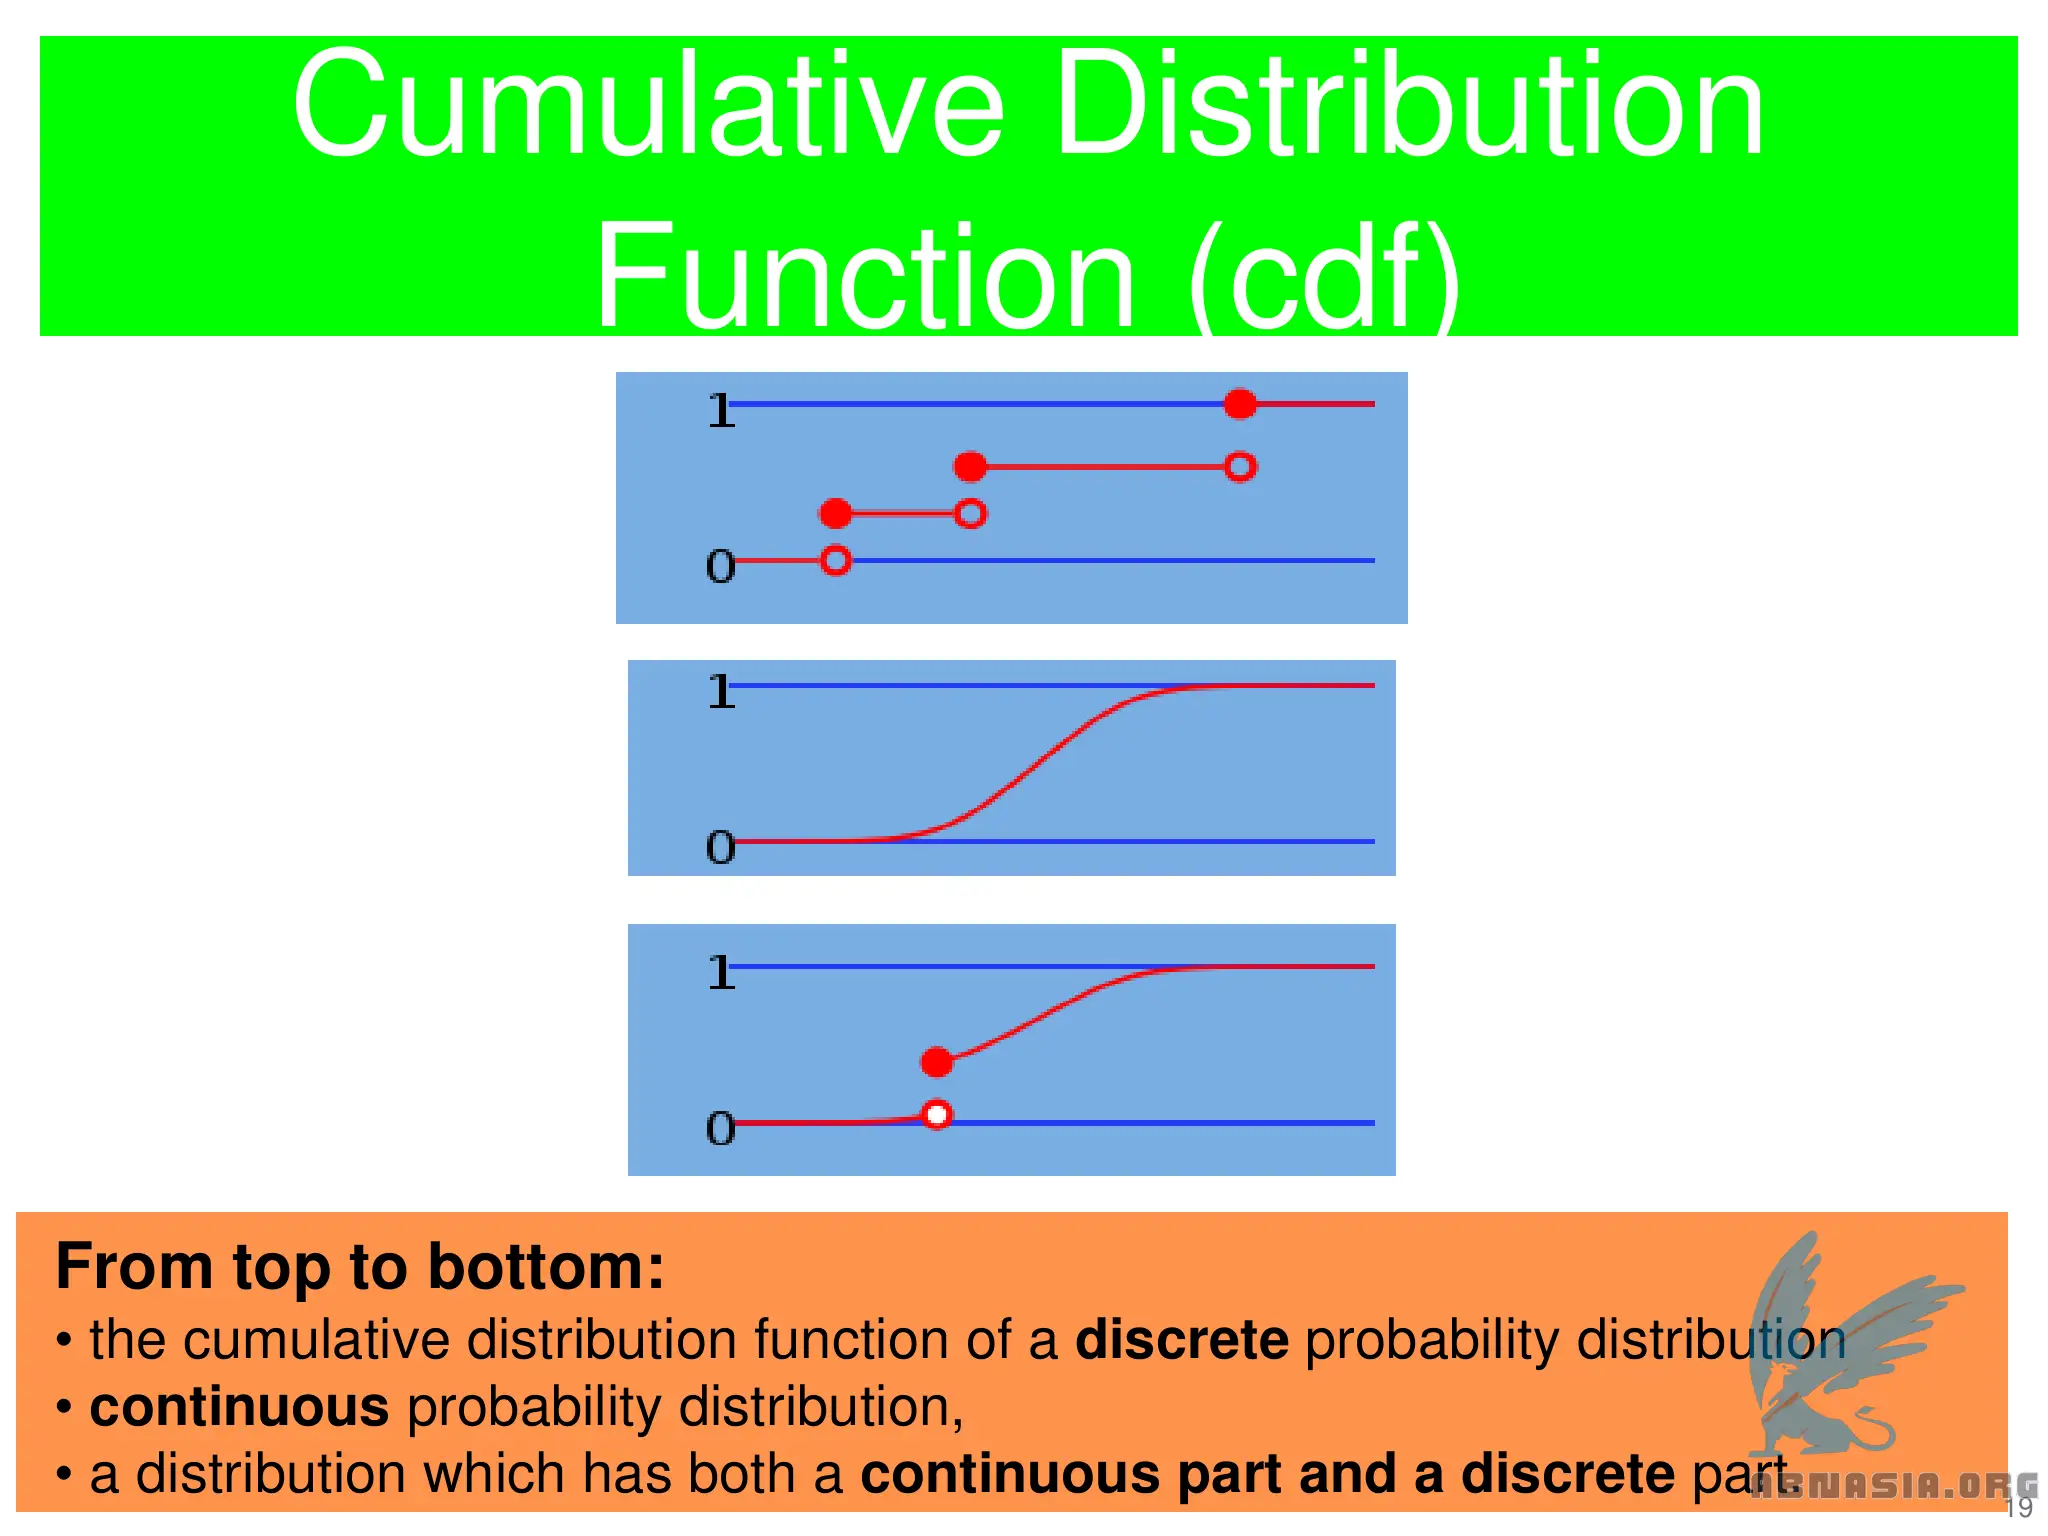 Cumulative Distribution
Function (cdf)
1
0
1
0
1
0
From top to bottom:
• the cumulative distribution function of a discrete probability distribution
• continuous probability distribution,
• a distribution which has both a continuous part and a discrete part.
ABNASIA.ORG
19